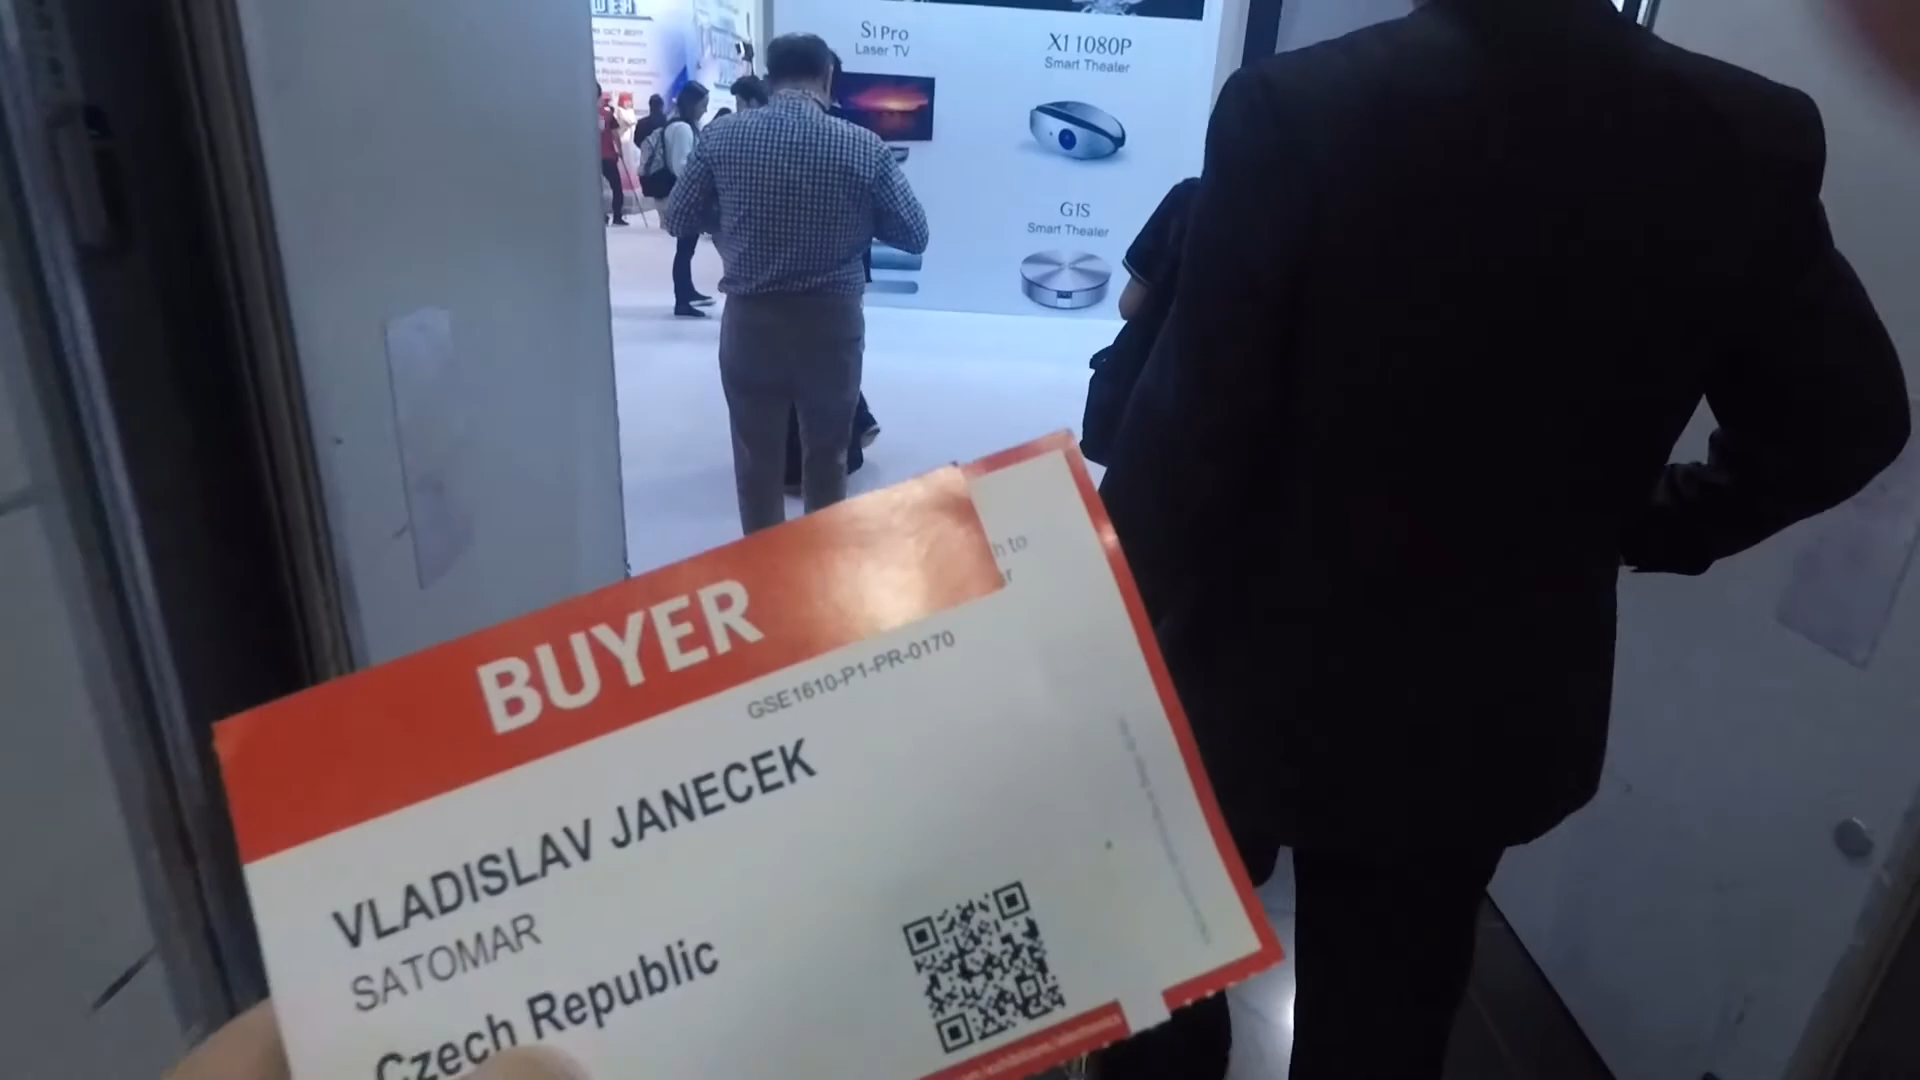 S1 Pro
Laser TV
X1 1080P
Smart Theater
G1S
Smart Theater
BUYER
GSE1610-P1-PR-0170
VLADISLAV JANECEK
SATOMAR
Czech Republic